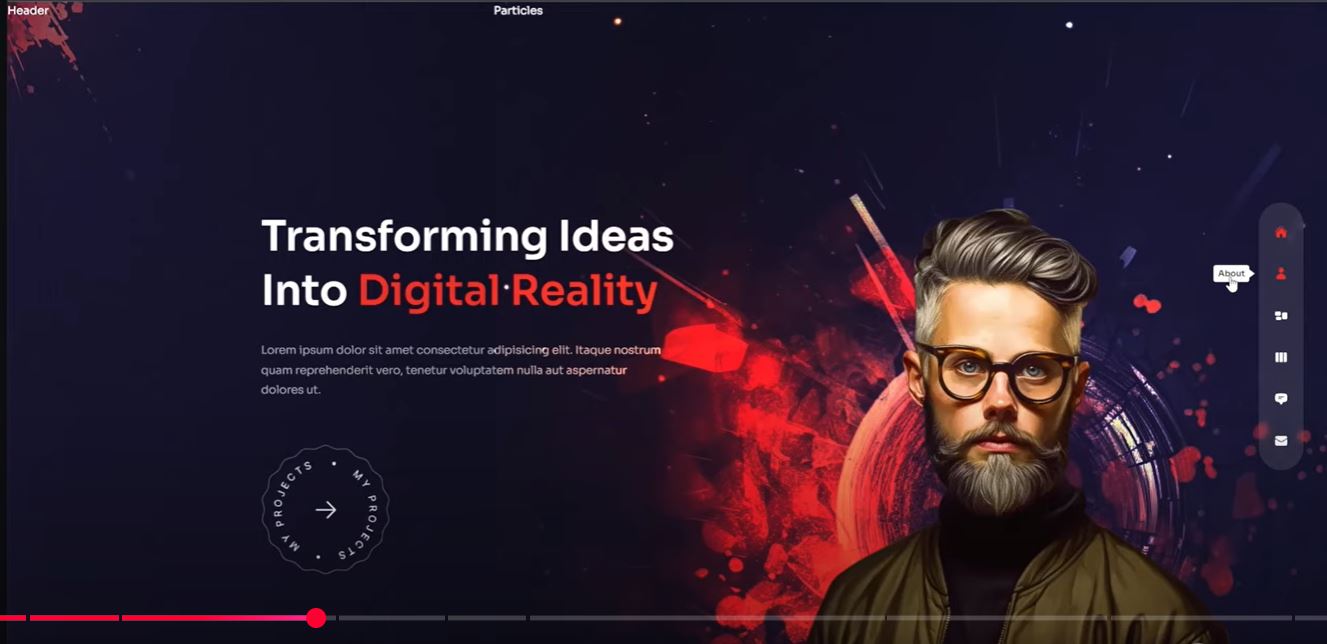 Header
Particles
Transforming Ideas
Into Digital Reality
Lorem ipsum dolor sit amet consectetur adipisicing elit. Itaque nostrum
quam reprehenderit vero, tenetur voluptatem nulla aut aspernatur
dolores ut.
MY PROJECTS • MY PROJECTS •
About